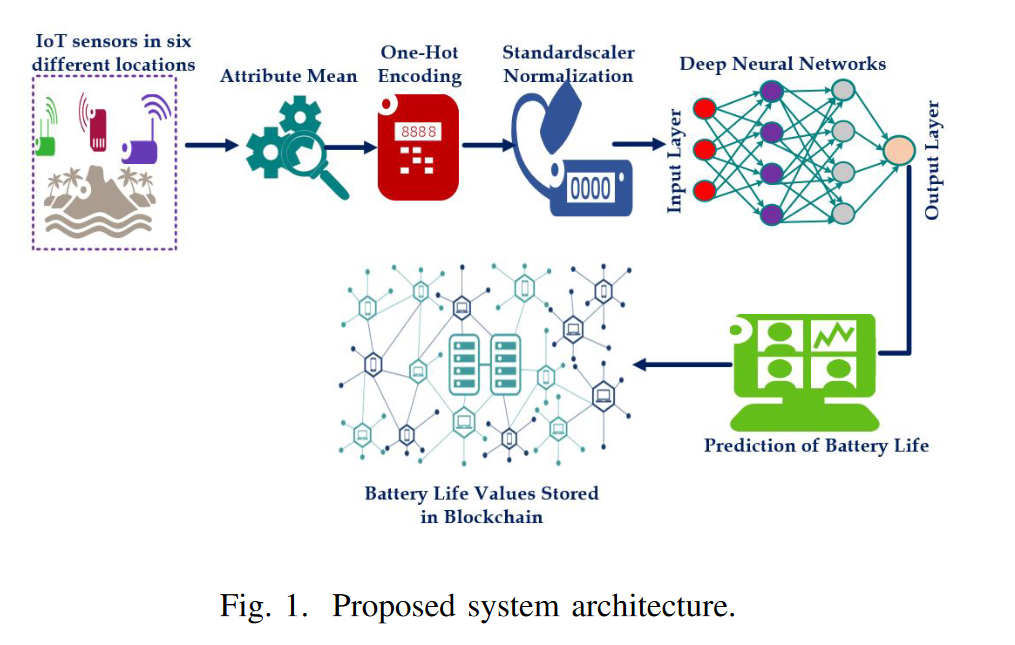 IoT sensors in six
different locations
Attribute Mean
One-Hot
Encoding
8888
Standardscaler
Normalization
0000
Deep Neural Networks
Input Layer
Output Layer
Prediction of Battery Life
Battery Life Values Stored
in Blockchain
Fig. 1. Proposed system architecture.